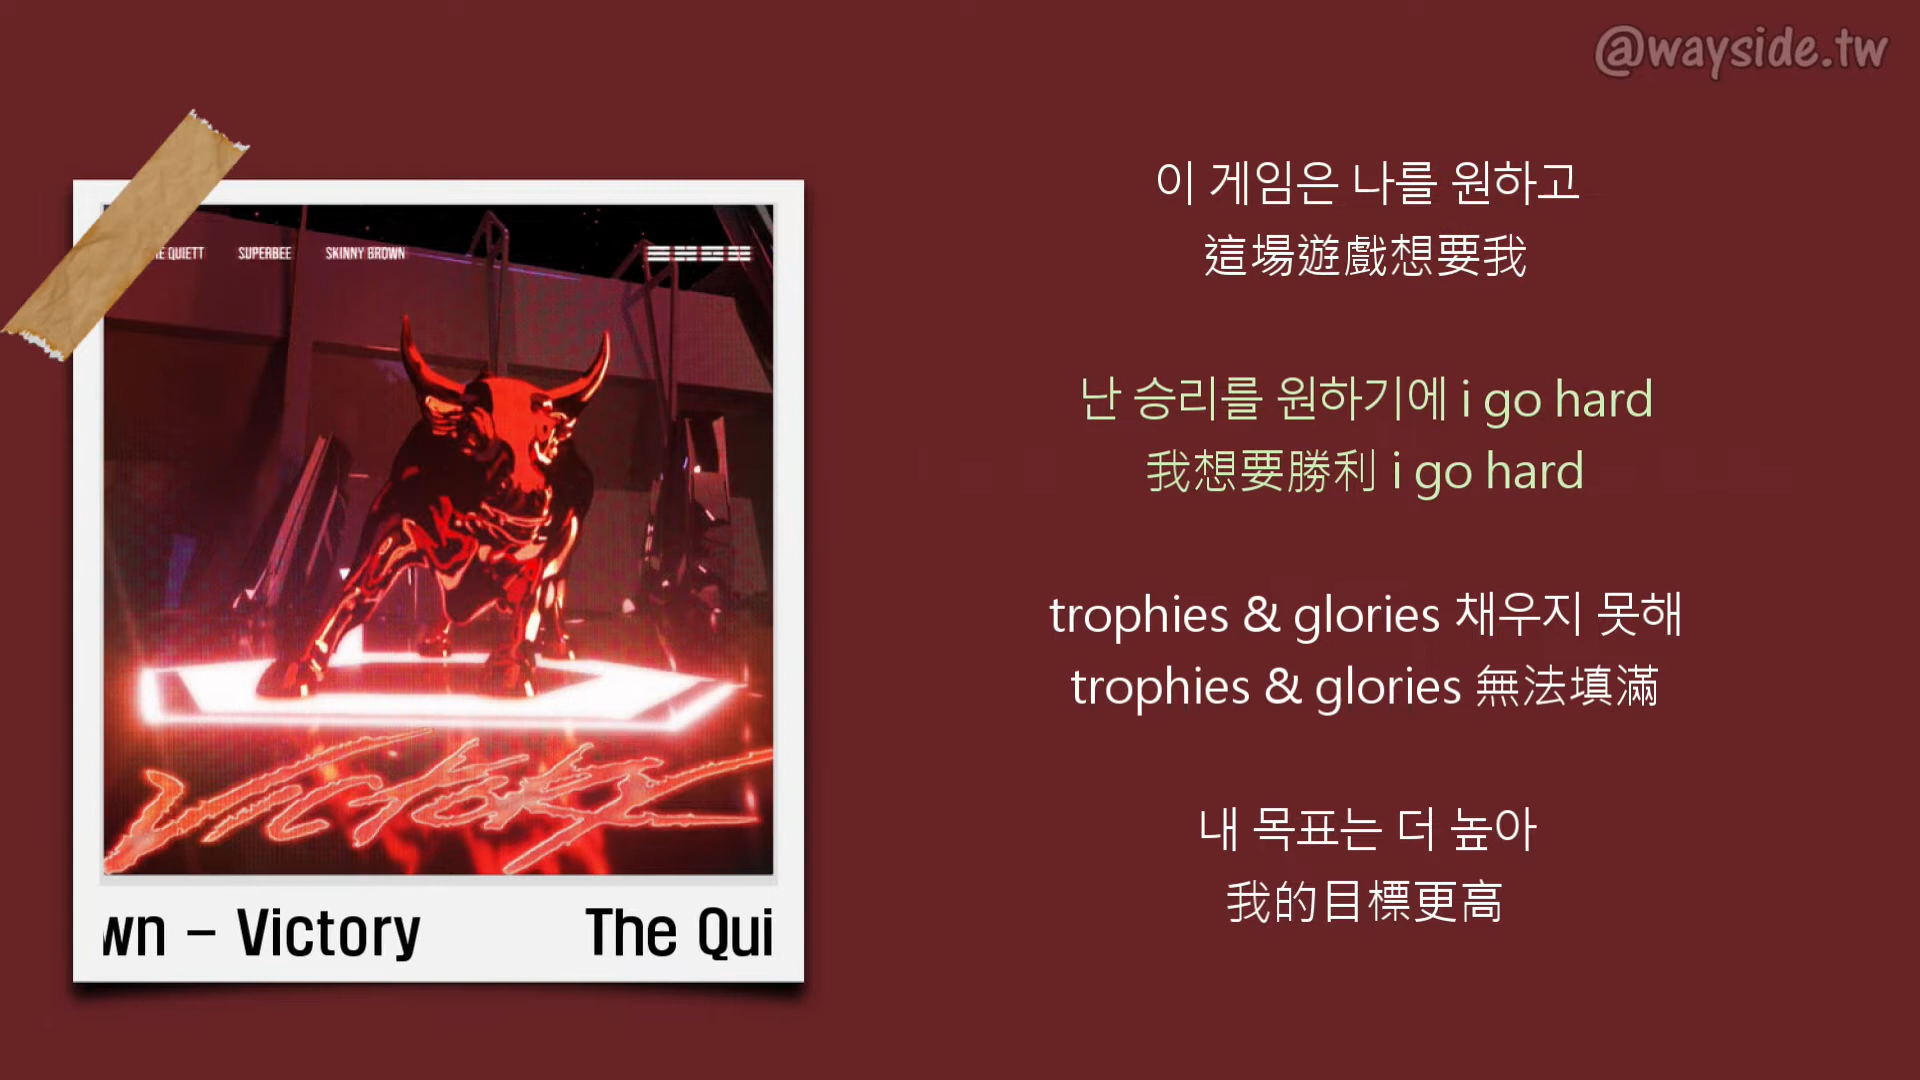 @wayside.tw
QUIETT SUPERBEE SKINNY BROWN
Victory
wn – Victory The Qui
이 게임은 나를 원하고
這場遊戲想要我
난 승리를 원하기에 i go hard
我想要勝利 i go hard
trophies & glories 채우지 못해
trophies & glories 無法填滿
내 목표는 더 높아
我的目標更高